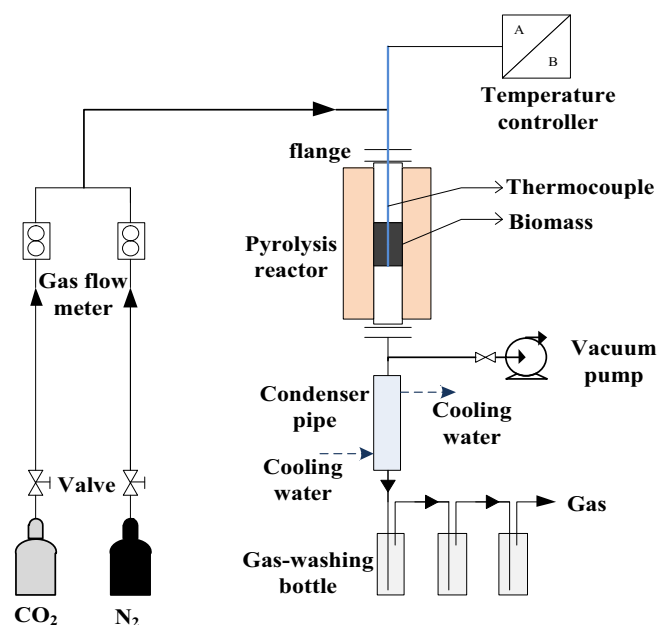 A
B
Temperature
controller
flange
Thermocouple
Biomass
Pyrolysis
reactor
Gas flow
meter
Vacuum
pump
Condenser
pipe
Cooling
water
Cooling
water
Valve
Gas
Gas-washing
bottle
CO₂
N₂